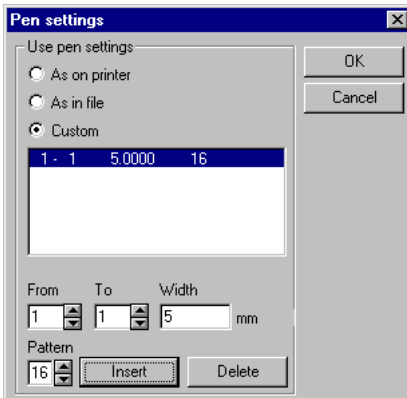 Pen settings
Use pen settings
As on printer
As in file
Custom
1 - 1 5.0000 16
OK
Cancel
From To Width
1 1 5 mm
Pattern
16 Insert Delete